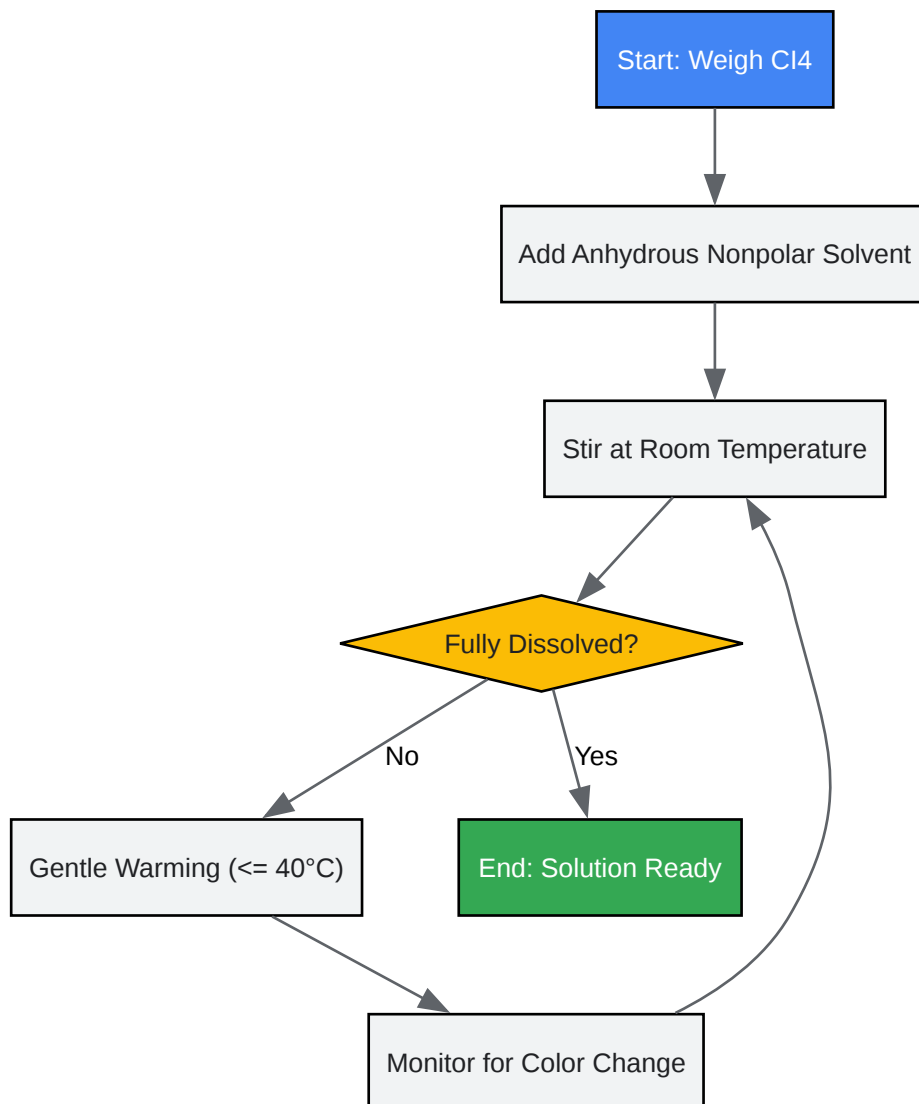 Start: Weigh CI4
Add Anhydrous Nonpolar Solvent
Stir at Room Temperature
Fully Dissolved?
No
Yes
Gentle Warming (<= 40°C)
End: Solution Ready
Monitor for Color Change